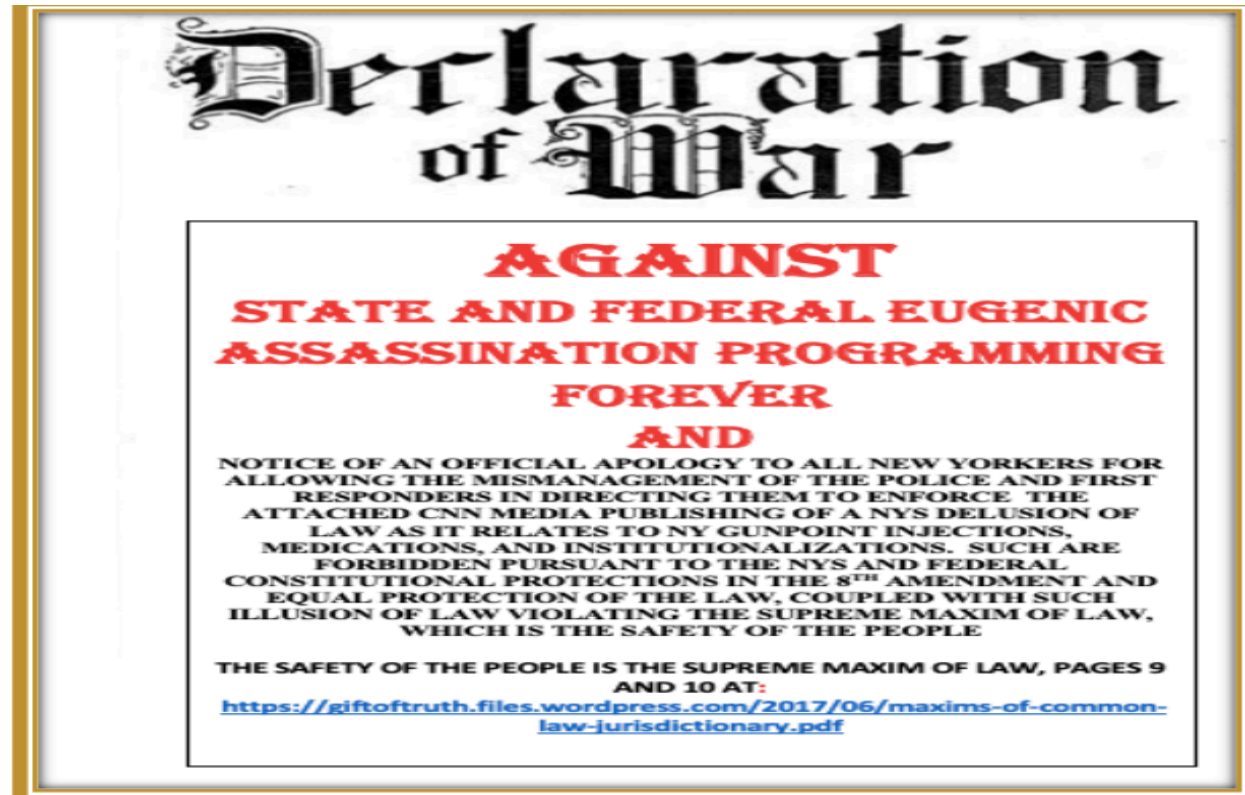 Declaration
of War
AGAINST
STATE AND FEDERAL EUGENIC
ASSASSINATION PROGRAMMING
FOREVER
AND
NOTICE OF AN OFFICIAL APOLOGY TO ALL NEW YORKERS FOR
ALLOWING THE MISMANAGEMENT OF THE POLICE AND FIRST
RESPONDERS IN DIRECTING THEM TO ENFORCE THE
ATTACHED CNN MEDIA PUBLISHING OF A NYS DELUSION OF
LAW AS IT RELATES TO NY GUNPOINT INJECTIONS,
MEDICATIONS, AND INSTITUTIONALIZATIONS. SUCH ARE
FORBIDDEN PURSUANT TO THE NYS AND FEDERAL
CONSTITUTIONAL PROTECTIONS IN THE 8TH AMENDMENT AND
EQUAL PROTECTION OF THE LAW, COUPLED WITH SUCH
ILLUSION OF LAW VIOLATING THE SUPREME MAXIM OF LAW,
WHICH IS THE SAFETY OF THE PEOPLE
THE SAFETY OF THE PEOPLE IS THE SUPREME MAXIM OF LAW, PAGES 9
AND 10 AT:
https://giftoftruth.files.wordpress.com/2017/06/maxims-of-common-
law-jurisdictionary.pdf